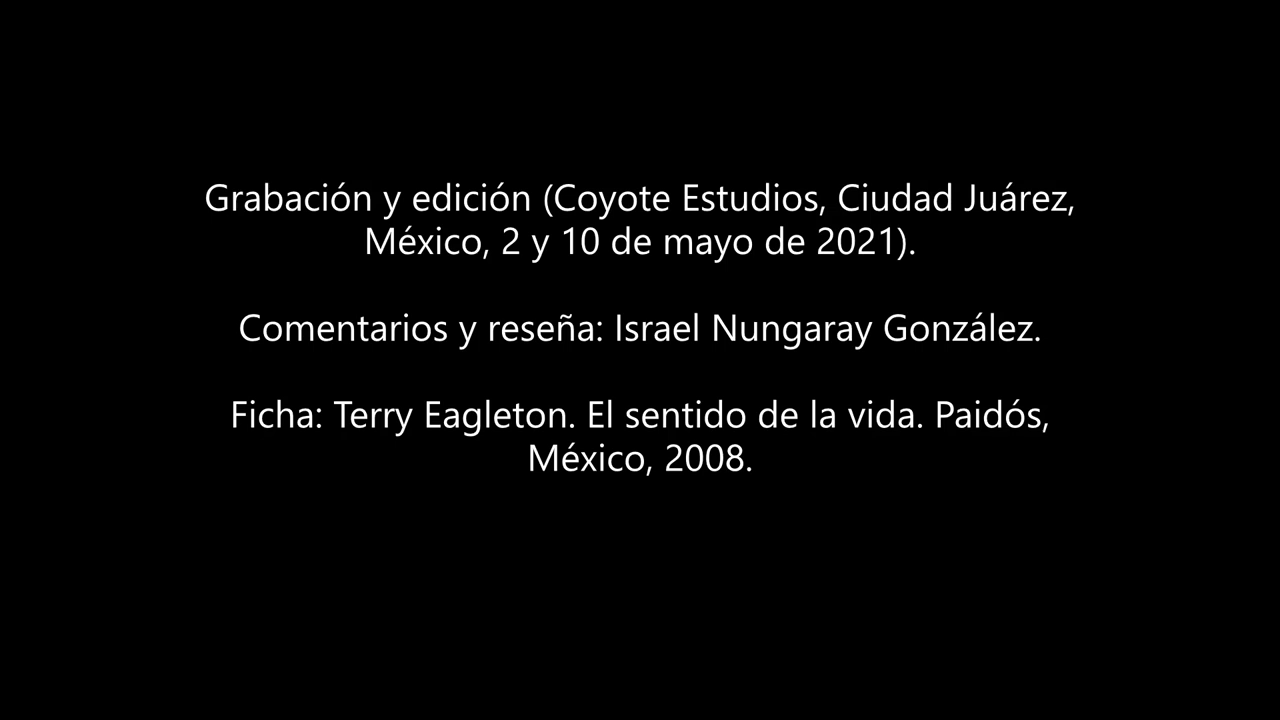 Grabación y edición (Coyote Estudios, Ciudad Juárez,
México, 2 y 10 de mayo de 2021).
Comentarios y reseña: Israel Nungaray González.
Ficha: Terry Eagleton. El sentido de la vida. Paidós,
México, 2008.